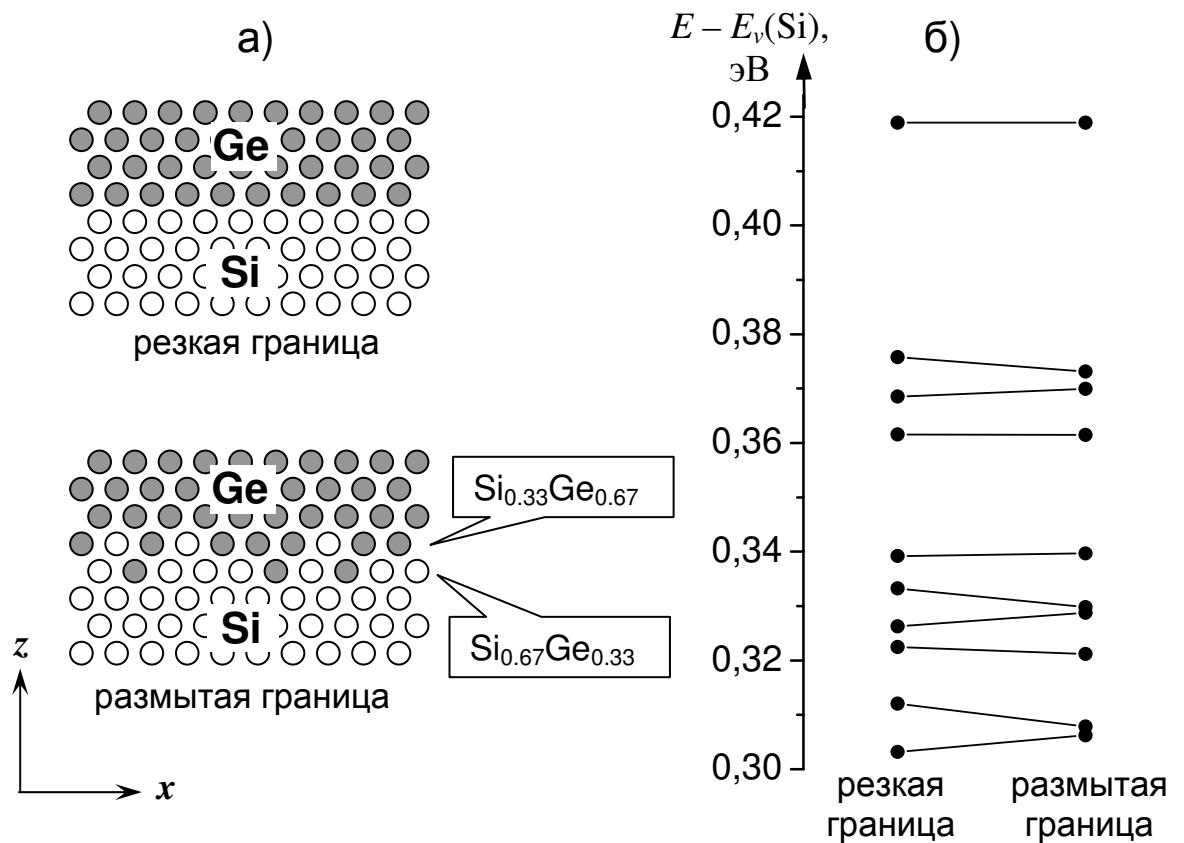 а)
Ge
Si
резкая граница
Ge
Si
размытая граница
Si0.33Ge0.67
Si0.67Ge0.33
z
x
E – Ev(Si),
эВ
б)
0,42
0,40
0,38
0,36
0,34
0,32
0,30
резкая
граница
размытая
граница